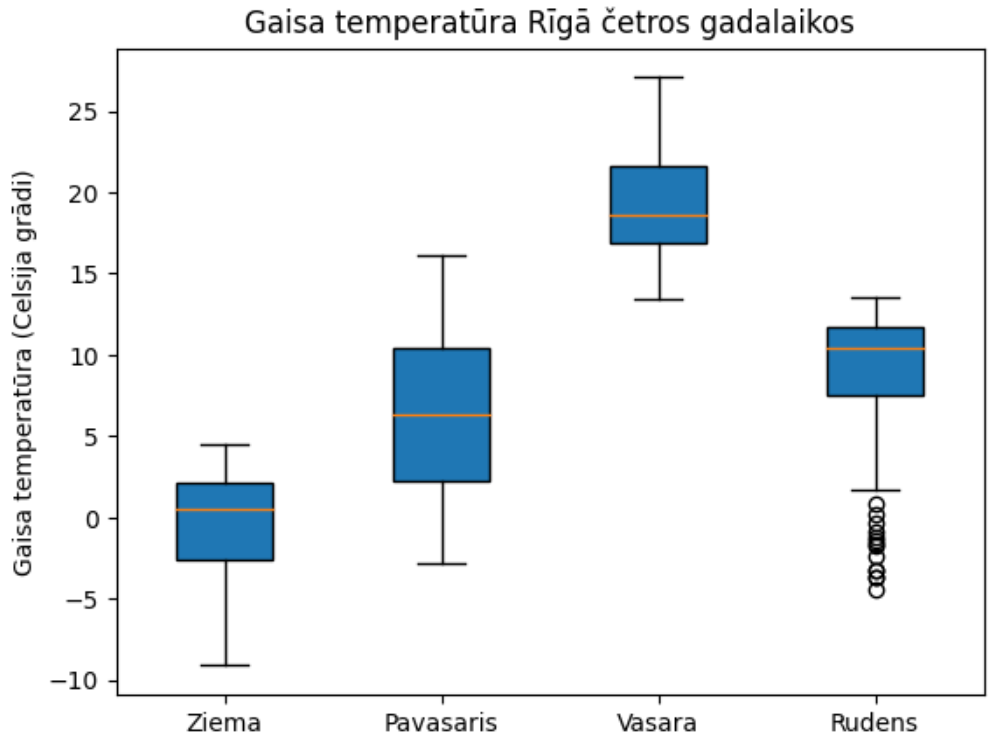 Gaisa temperatūra Rīgā četros gadalaikos
Gaisa temperatūra (Celsija grādi)
25
20
15
10
5
0
−5
−10
Ziema
Pavasaris
Vasara
Rudens